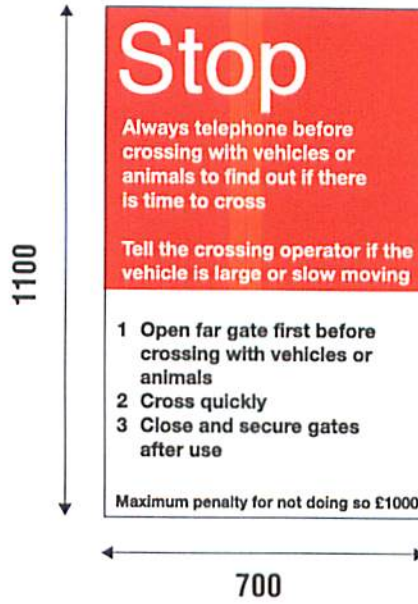 Stop
Always telephone before
crossing with vehicles or
animals to find out if there
is time to cross
Tell the crossing operator if the
vehicle is large or slow moving
1 Open far gate first before
crossing with vehicles or
animals
2 Cross quickly
3 Close and secure gates
after use
Maximum penalty for not doing so £1000
1100
700